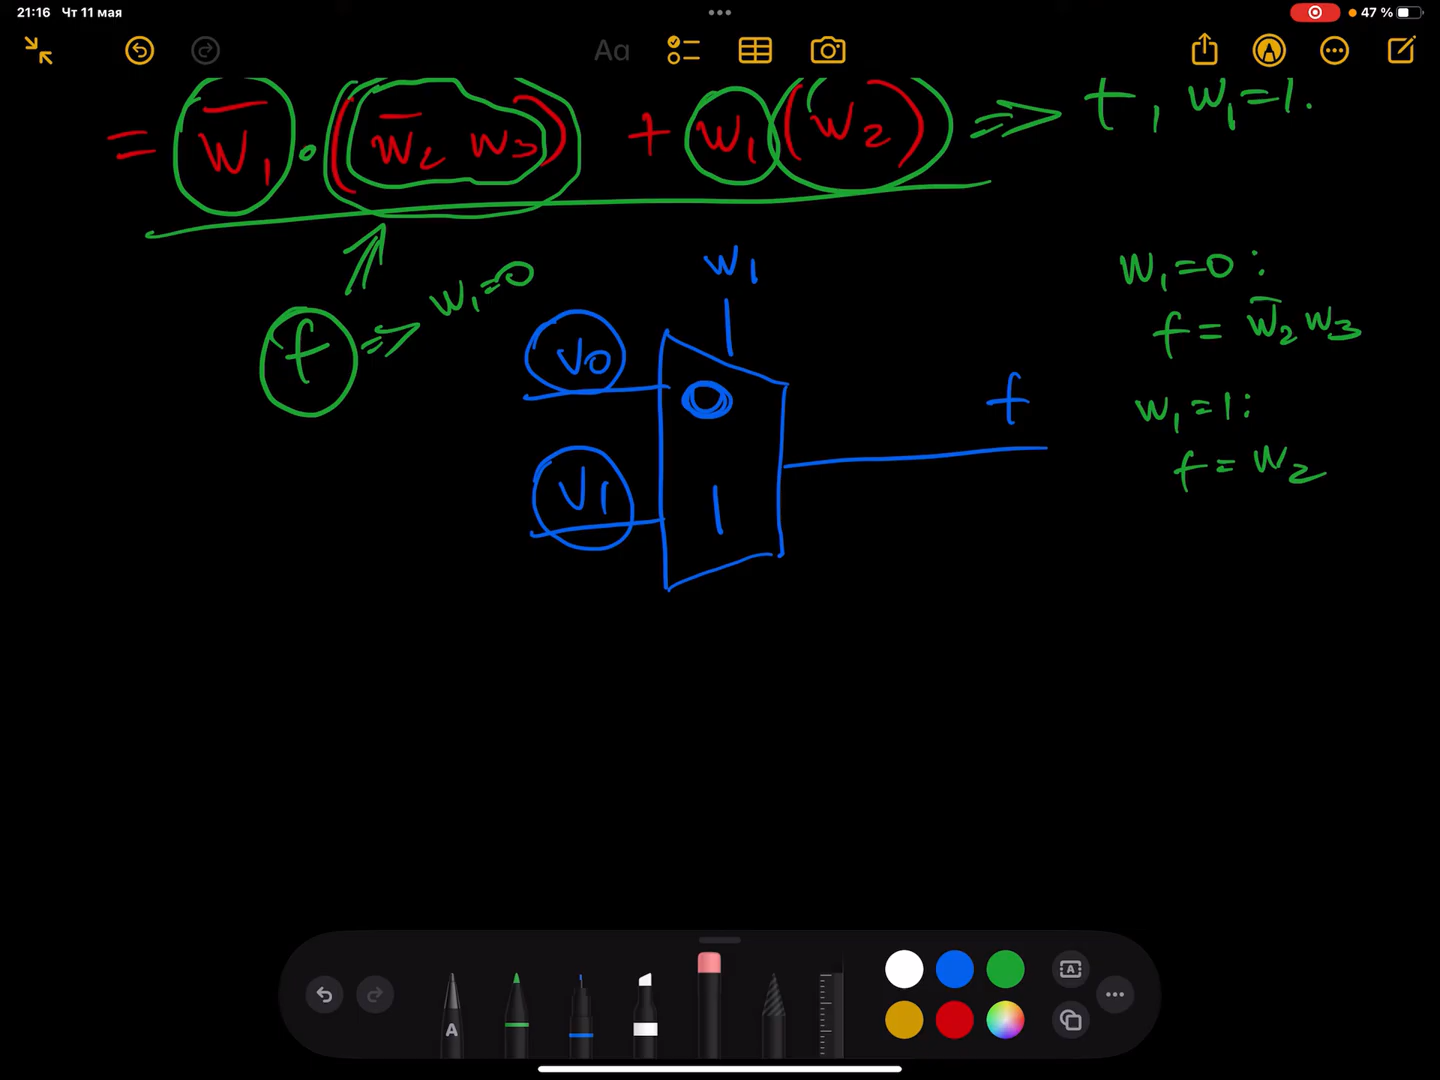 21:16 Чт 11 мая 47 %
Aa
= w̅₁ · (w̅₂ w₃) + w₁ (w₂) => f, w₁=1.
f => w₁=0
w₁
v0
0
v1
1
f
w₁=0:
f = w̅₂ w₃
w₁=1:
f = w₂
A
A